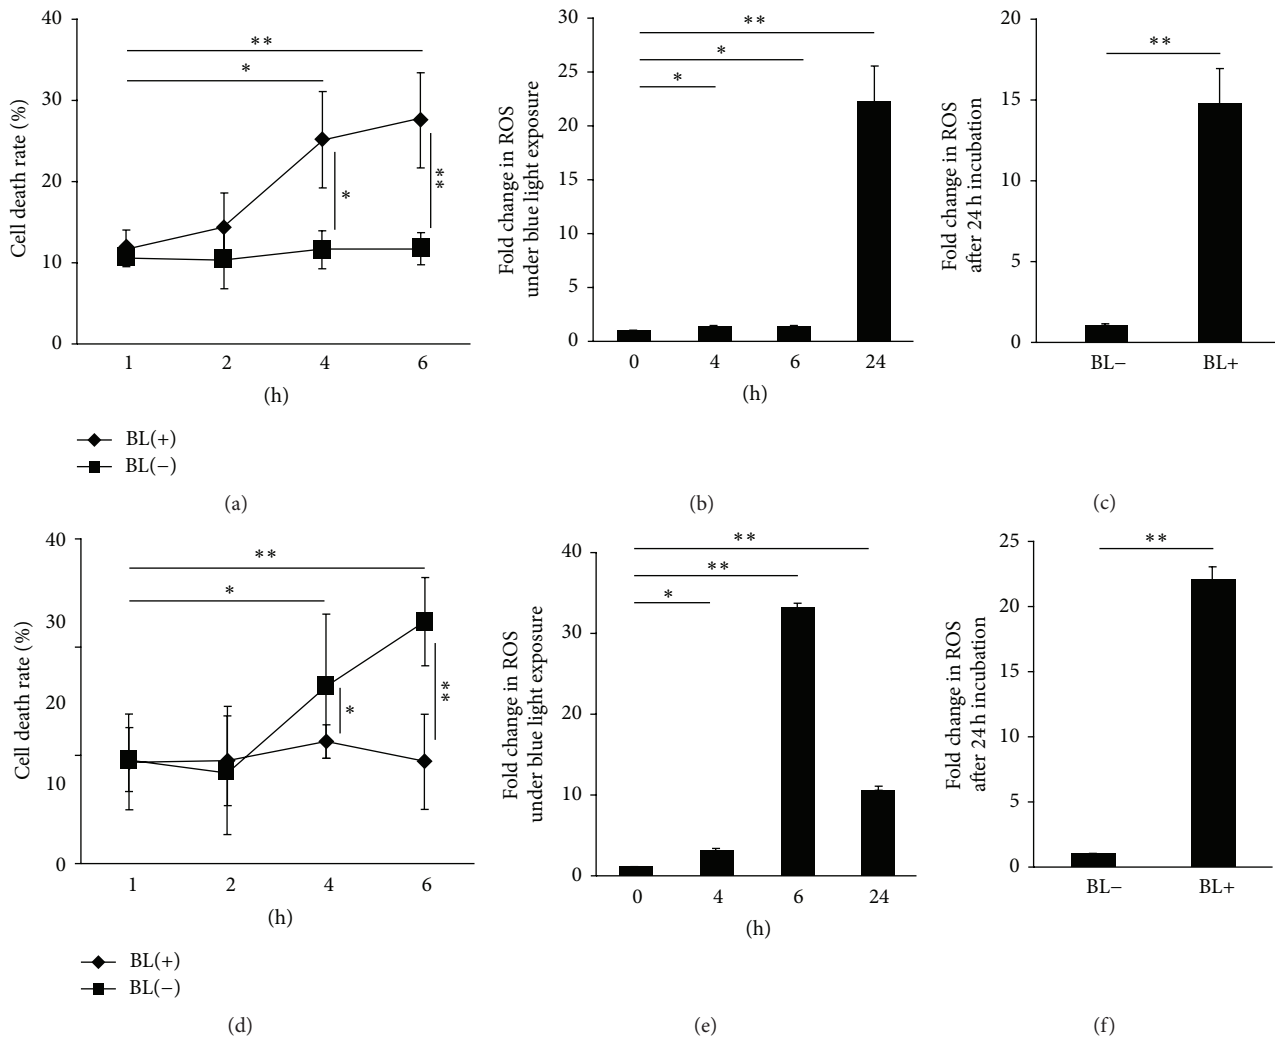 40
30
20
10
0
Cell death rate (%)
**
*
*
**
1 2 4 6
(h)
BL(+)
BL(−)
(a)
30
25
20
15
10
5
0
Fold change in ROS
under blue light exposure
**
*
*
0 4 6 24
(h)
(b)
20
15
10
5
0
Fold change in ROS
after 24 h incubation
**
BL− BL+
(c)
40
30
20
10
0
Cell death rate (%)
**
*
*
**
1 2 4 6
(h)
BL(+)
BL(−)
(d)
40
30
20
10
0
Fold change in ROS
under blue light exposure
**
**
*
0 4 6 24
(h)
(e)
25
20
15
10
5
0
Fold change in ROS
after 24 h incubation
**
BL− BL+
(f)